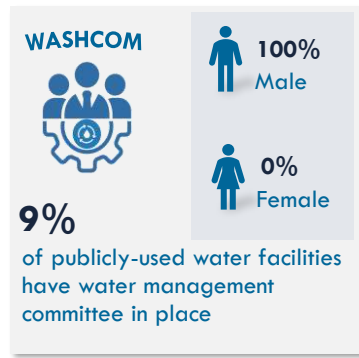 WASHCOM
100%
Male
0%
Female
9%
of publicly-used water facilities
have water management
committee in place